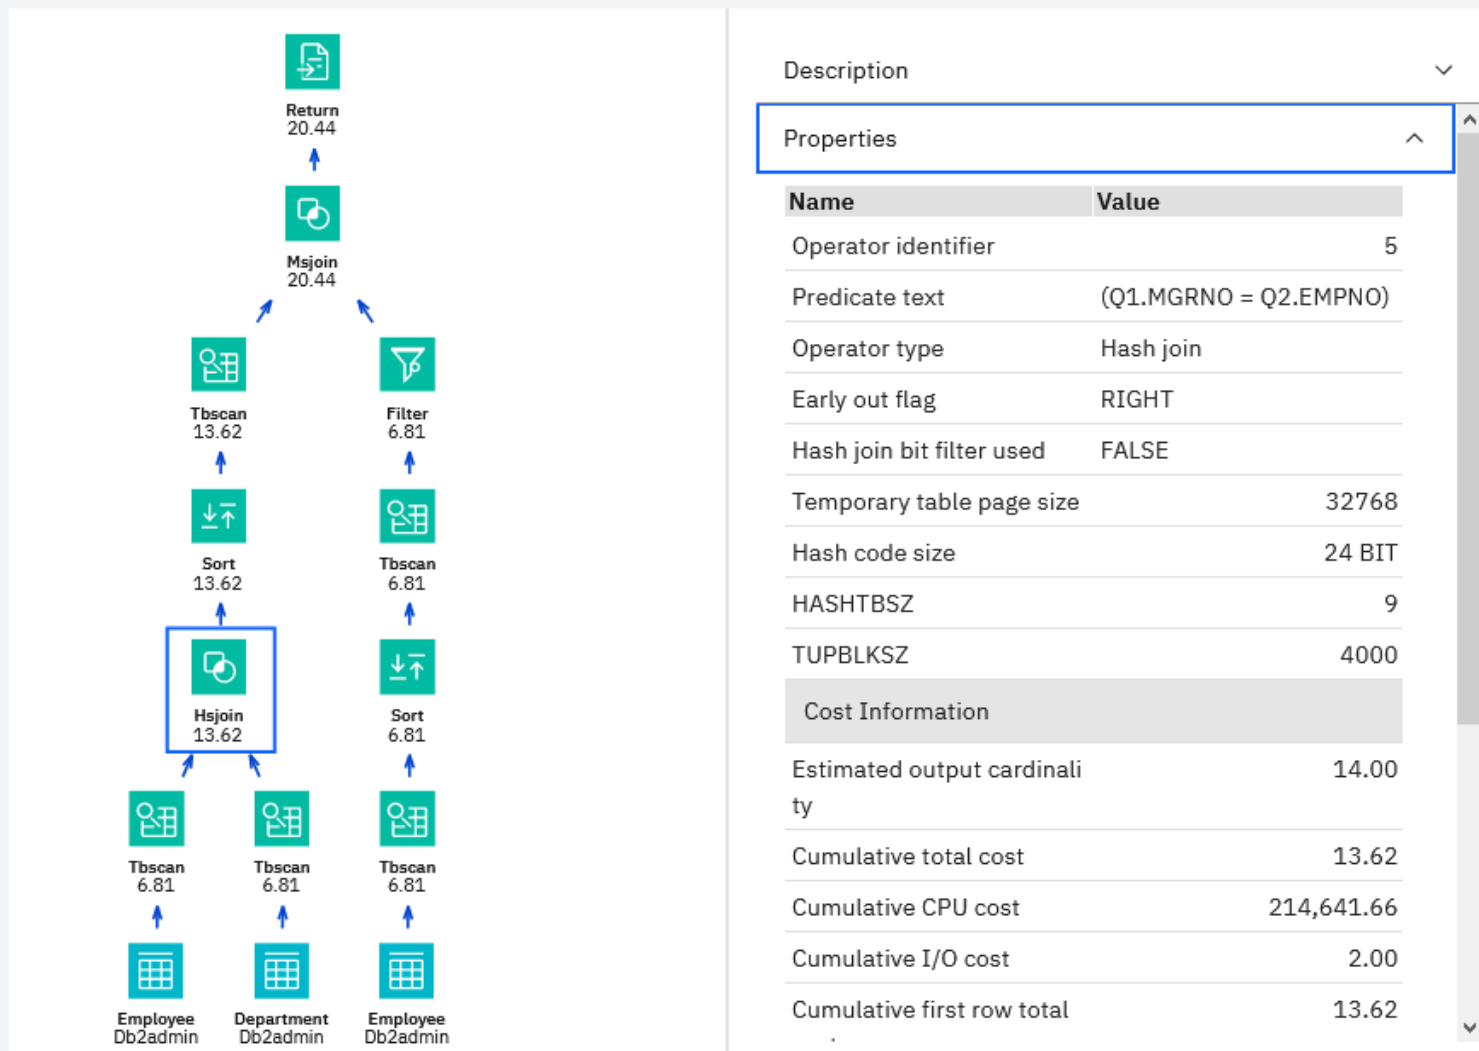 Return
20.44
Msjoin
20.44
Tbscan
13.62
Filter
6.81
Sort
13.62
Tbscan
6.81
Hsjoin
13.62
Sort
6.81
Tbscan
6.81
Tbscan
6.81
Tbscan
6.81
Employee
Db2admin
Department
Db2admin
Employee
Db2admin
Description
Properties
Name Value
Operator identifier 5
Predicate text (Q1.MGRNO = Q2.EMPNO)
Operator type Hash join
Early out flag RIGHT
Hash join bit filter used FALSE
Temporary table page size 32768
Hash code size 24 BIT
HASHTBSZ 9
TUPBLKSZ 4000
Cost Information
Estimated output cardinali 14.00
ty
Cumulative total cost 13.62
Cumulative CPU cost 214,641.66
Cumulative I/O cost 2.00
Cumulative first row total 13.62